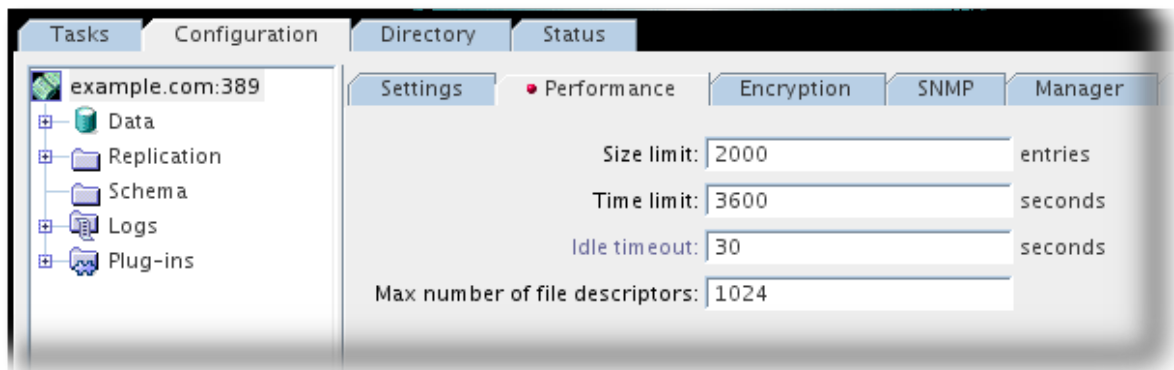 Tasks Configuration Directory Status
example.com:389
Data
Replication
Schema
Logs
Plug-ins
Settings Performance Encryption SNMP Manager
Size limit: 2000 entries
Time limit: 3600 seconds
Idle timeout: 30 seconds
Max number of file descriptors: 1024